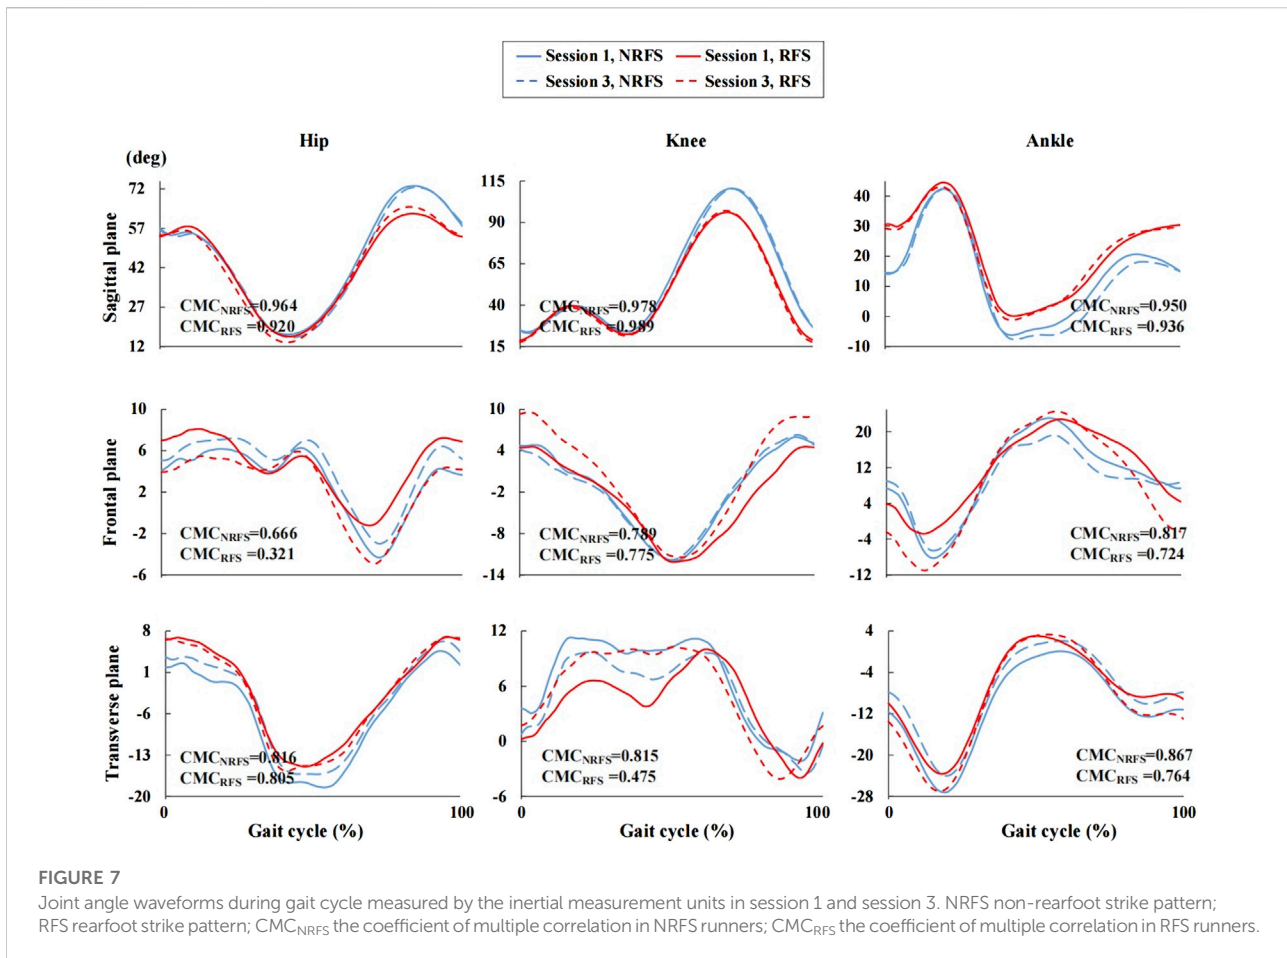 Session 1, NRFS
Session 1, RFS
Session 3, NRFS
Session 3, RFS
Hip
Knee
Ankle
(deg)
Sagittal plane
72
57
42
27
12
CMCNRFS=0.964
CMCRFS=0.920
115
90
65
40
15
CMCNRFS=0.978
CMCRFS=0.989
40
30
20
10
0
-10
CMCNRFS=0.950
CMCRFS=0.936
Frontal plane
10
6
2
-2
-6
CMCNRFS=0.666
CMCRFS=0.321
10
4
-2
-8
-14
CMCNRFS=0.789
CMCRFS=0.775
20
12
4
-4
-12
CMCNRFS=0.817
CMCRFS=0.724
Transverse plane
8
1
-6
-13
-20
CMCNRFS=0.816
CMCRFS=0.805
12
6
0
-6
CMCNRFS=0.815
CMCRFS=0.475
4
-4
-12
-20
-28
CMCNRFS=0.867
CMCRFS=0.764
0
100
0
100
0
100
Gait cycle (%)
Gait cycle (%)
Gait cycle (%)
FIGURE 7
Joint angle waveforms during gait cycle measured by the inertial measurement units in session 1 and session 3. NRFS non-rearfoot strike pattern;
RFS rearfoot strike pattern; CMCNRFS the coefficient of multiple correlation in NRFS runners; CMCRFS the coefficient of multiple correlation in RFS runners.